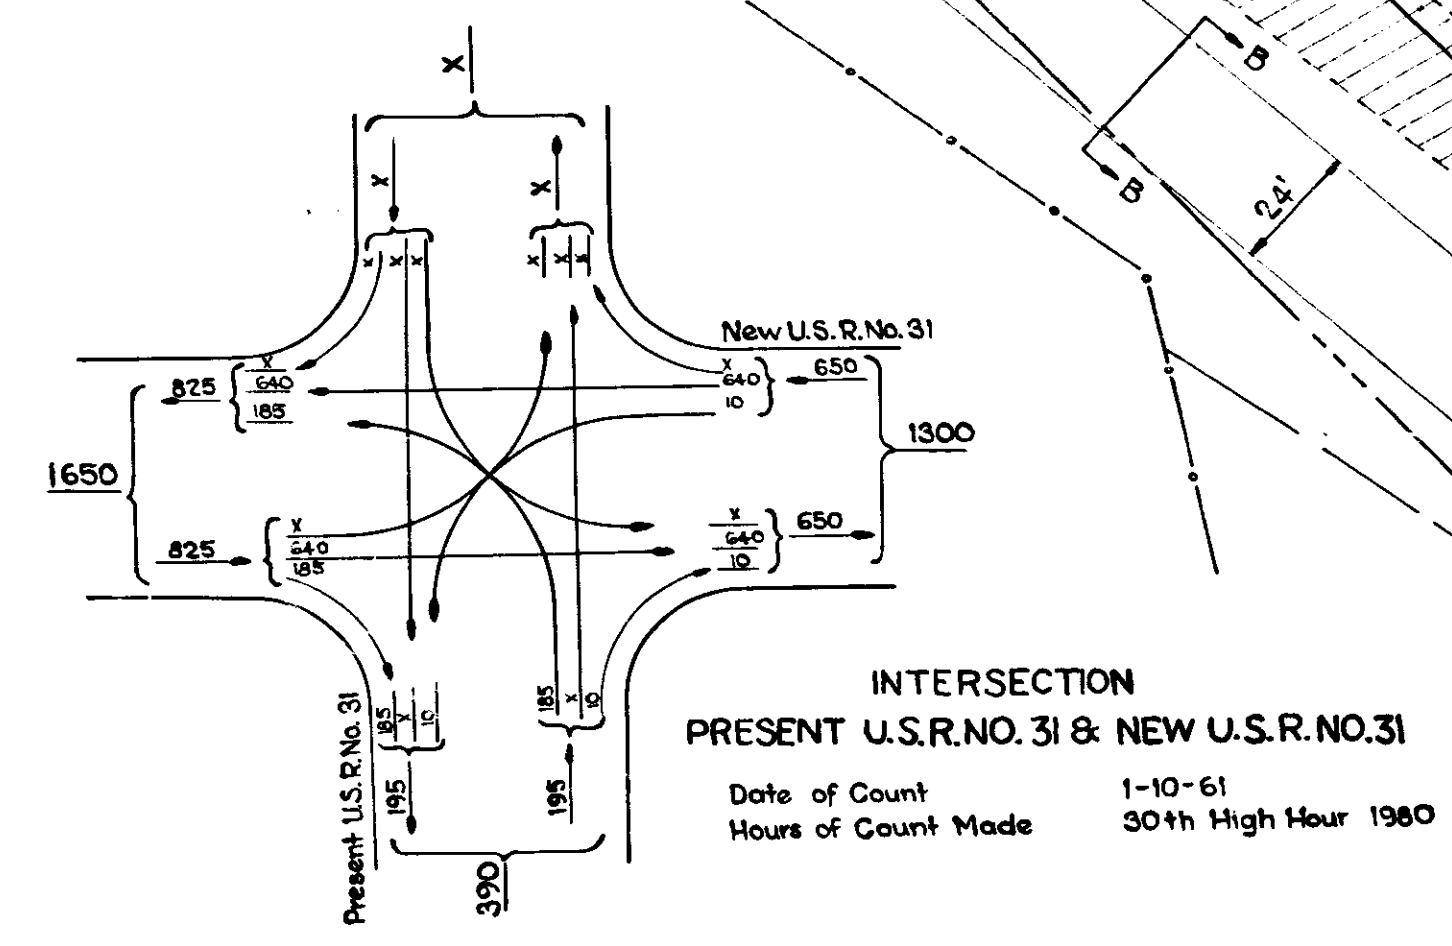 X
X
X
X X X
X X X
B
B
24'
New U.S.R.No.31
825
X
640
185
X
640
10
650
1650
1300
825
X
640
185
X
640
10
650
Present U.S.R.No. 31
185 X 10
195
185 X 10
195
390
INTERSECTION
PRESENT U.S.R.NO. 31 & NEW U.S.R.NO.31
Date of Count 1-10-61
Hours of Count Made 30th High Hour 1980